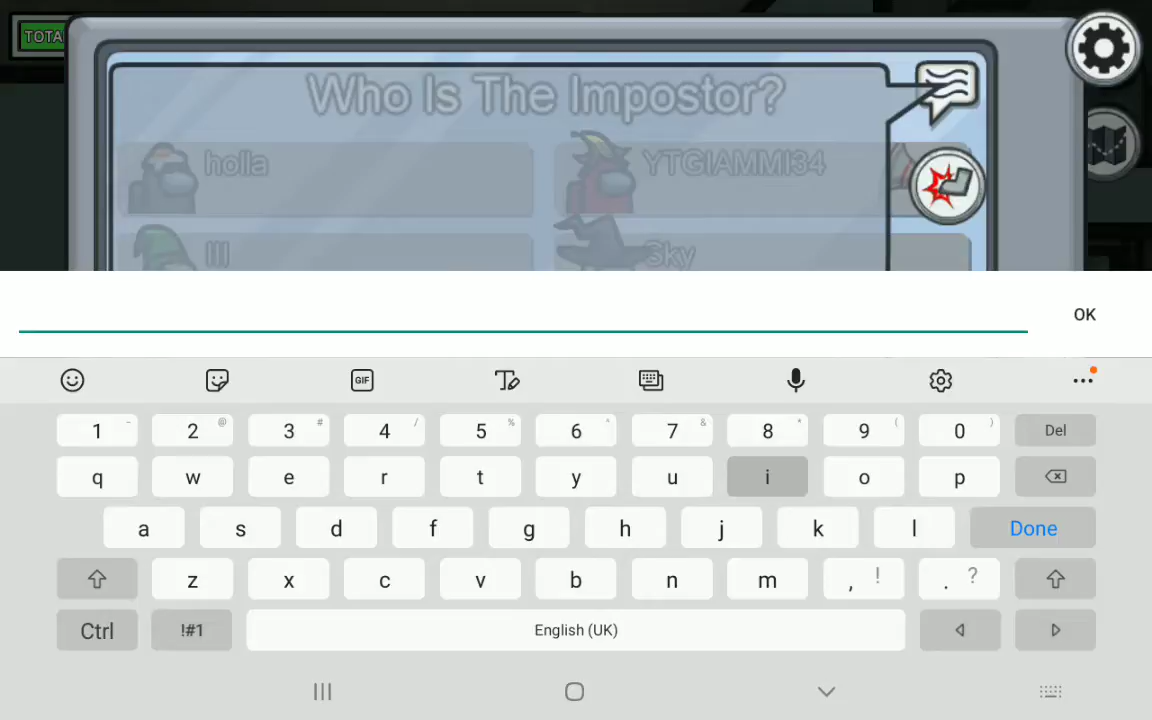 TOTA
Who Is The Impostor?
holla
YTGIAMMI34
lll
Sky
OK
GIF
1 - 2 @ 3 # 4 / 5 % 6 ^ 7 & 8 * 9 ( 0 ) Del
q w e r t y u i o p
a s d f g h j k l Done
z x c v b n m , ! . ?
Ctrl !#1 English (UK)